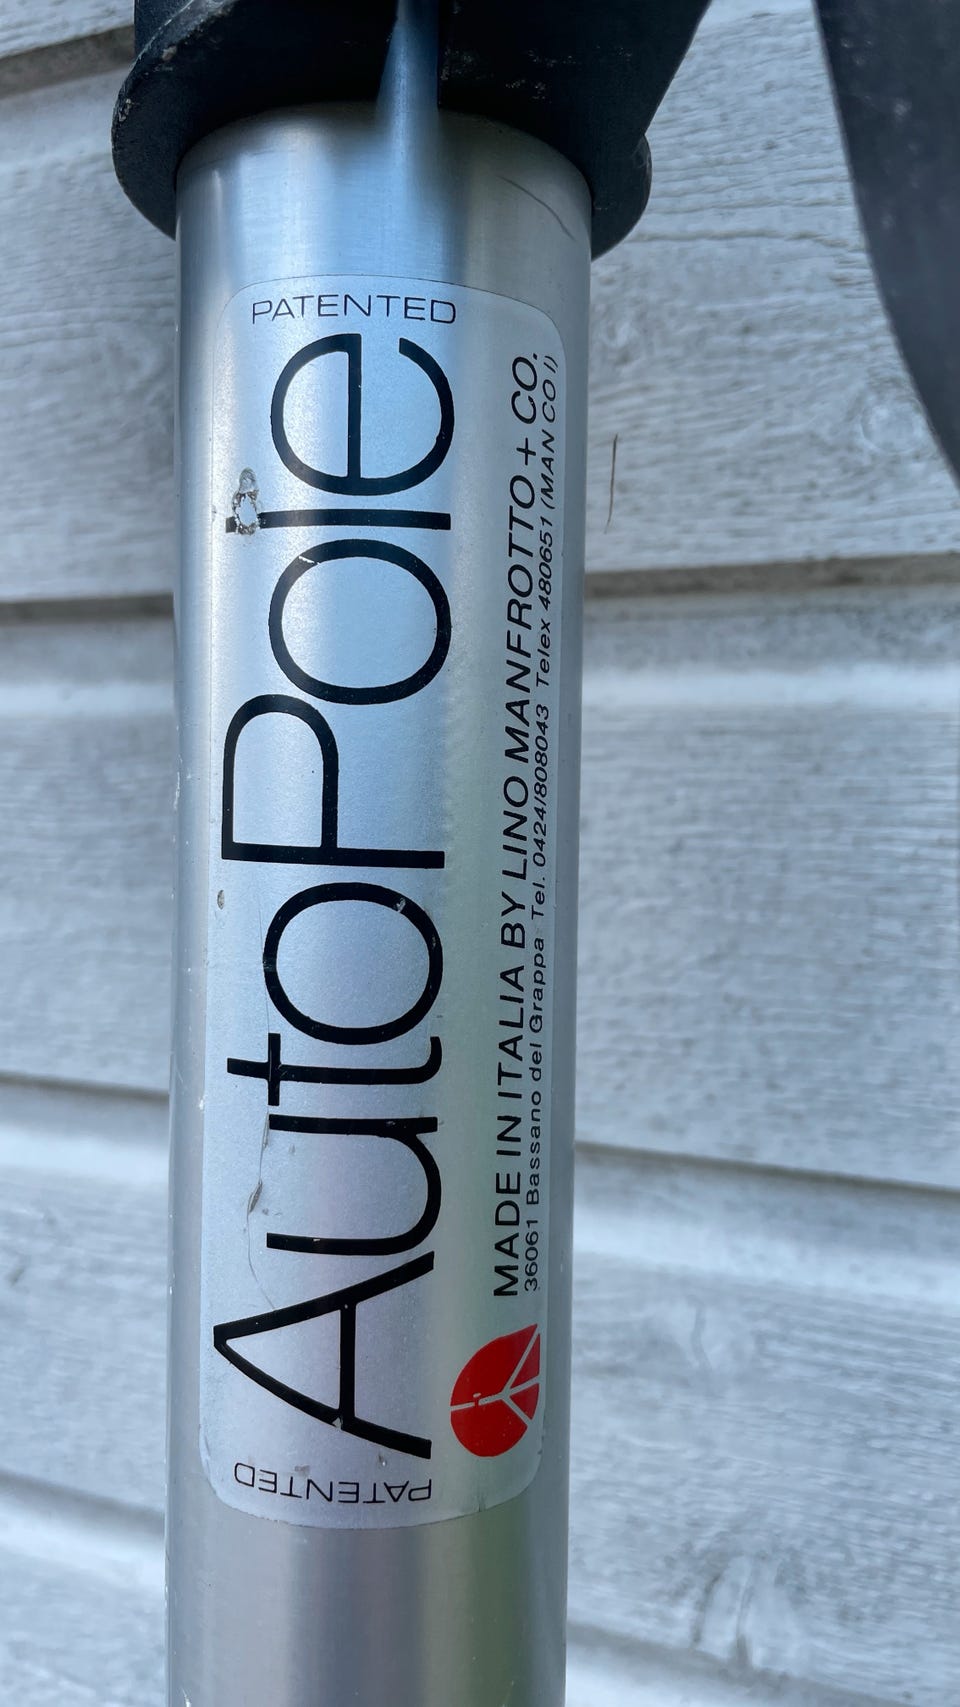 PATENTED
AutoPole
MADE IN ITALIA BY LINO MANFROTTO + CO.
36061 Bassano del Grappa Tel. 0424/808043 Telex 480651 (MAN CO I)
PATENTED